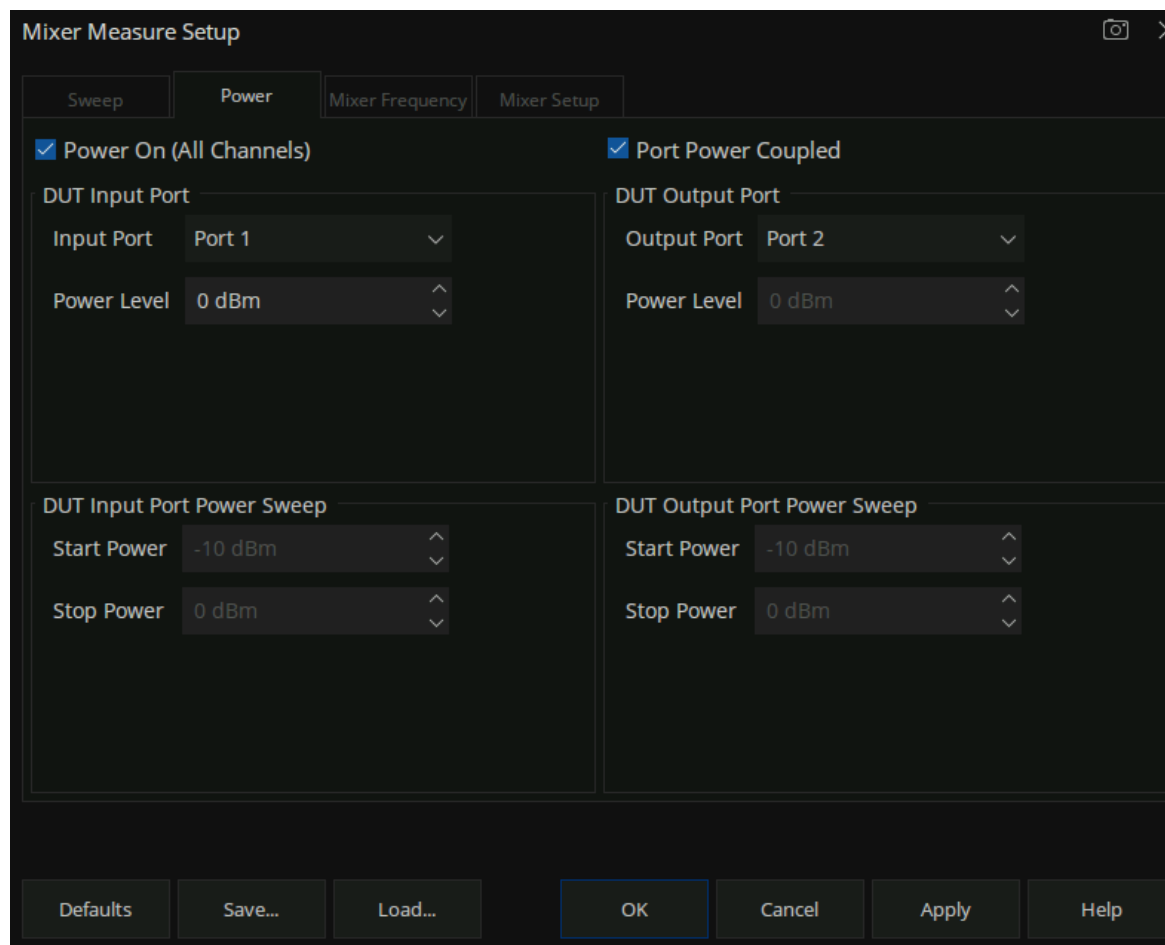 Mixer Measure Setup
Sweep Power Mixer Frequency Mixer Setup
Power On (All Channels)
Port Power Coupled
DUT Input Port
Input Port Port 1
Power Level 0 dBm
DUT Output Port
Output Port Port 2
Power Level 0 dBm
DUT Input Port Power Sweep
Start Power -10 dBm
Stop Power 0 dBm
DUT Output Port Power Sweep
Start Power -10 dBm
Stop Power 0 dBm
Defaults Save... Load... OK Cancel Apply Help